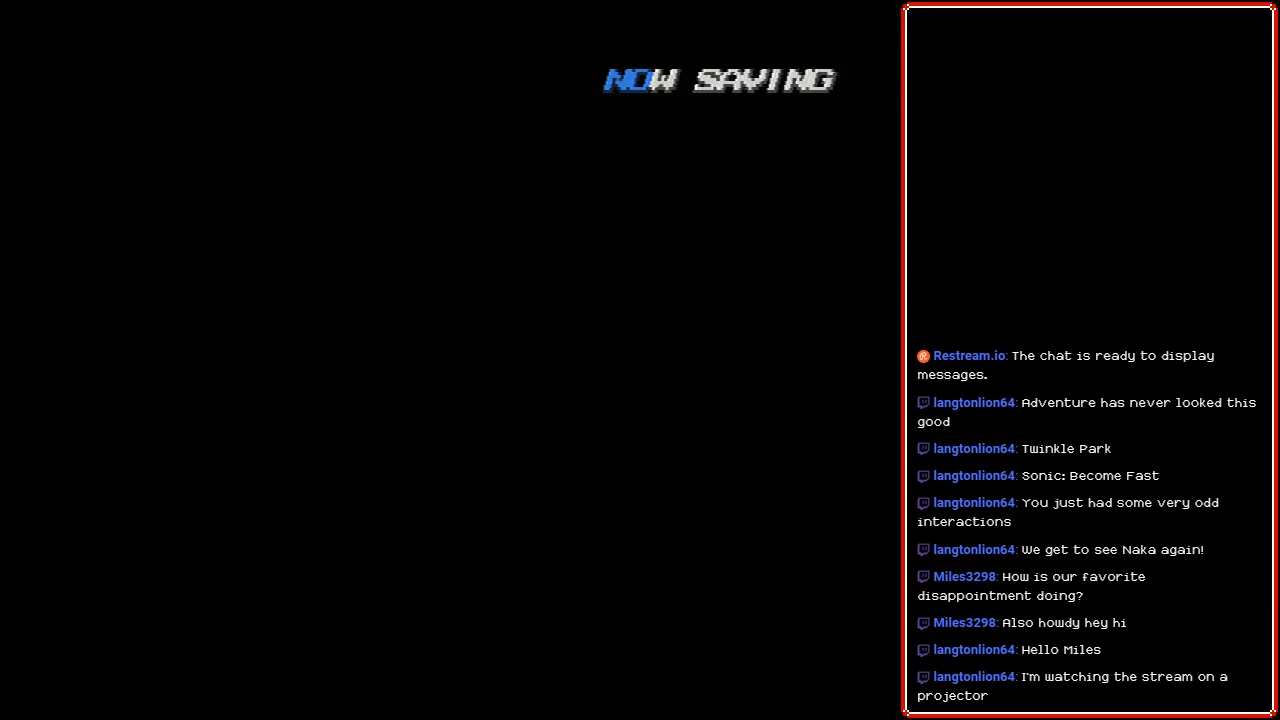 NOW SAVING
Restream.io: The chat is ready to display
messages.
langtonlion64: Adventure has never looked this
good
langtonlion64: Twinkle Park
langtonlion64: Sonic: Become Fast
langtonlion64: You just had some very odd
interactions
langtonlion64: We get to see Naka again!
Miles3298: How is our favorite
disappointment doing?
Miles3298: Also howdy hey hi
langtonlion64: Hello Miles
langtonlion64: I'm watching the stream on a
projector